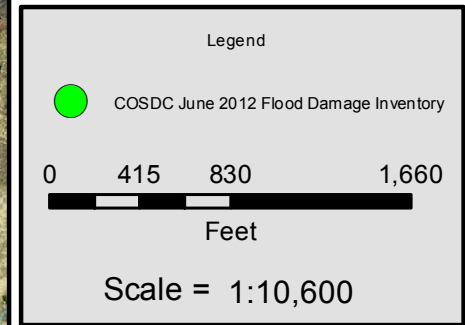 Legend
COSDC June 2012 Flood Damage Inventory
0 415 830 1,660
Feet
Scale = 1:10,600